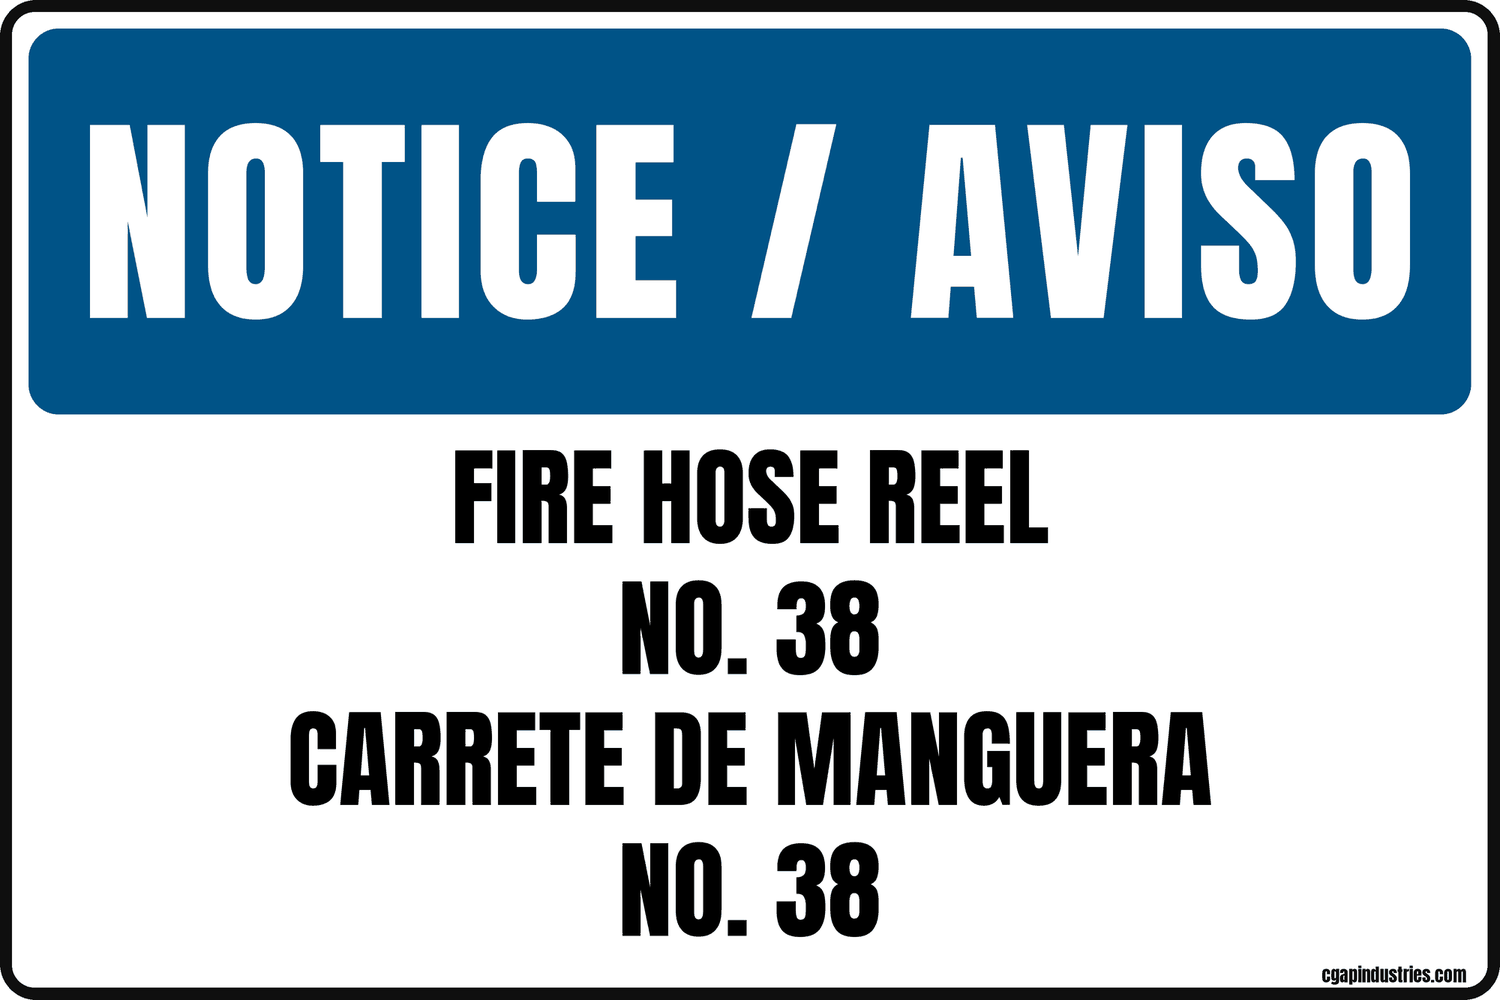 NOTICE / AVISO
FIRE HOSE REEL
NO. 38
CARRETE DE MANGUERA
NO. 38
cgapindustries.com